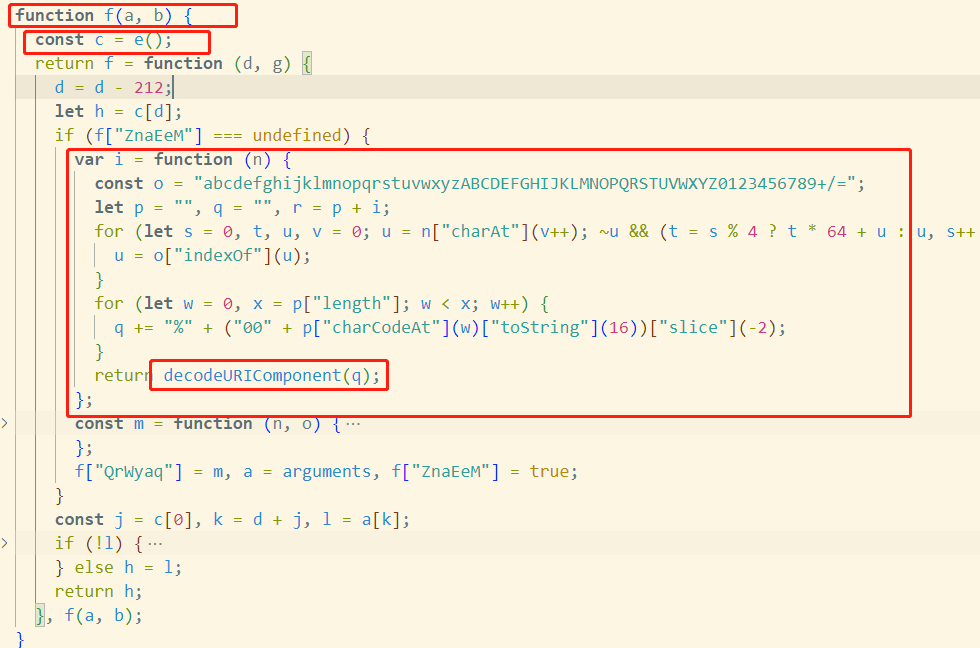 function f(a, b) {
const c = e();
return f = function (d, g) {
d = d - 212;
let h = c[d];
if (f["ZnaEeM"] === undefined) {
var i = function (n) {
const o = "abcdefghijklmnopqrstuvwxyzABCDEFGHIJKLMNOPQRSTUVWXYZ0123456789+/=";
let p = "", q = "", r = p + i;
for (let s = 0, t, u, v = 0; u = n["charAt"](v++); ~u && (t = s % 4 ? t * 64 + u : u, s++
u = o["indexOf"](u);
}
for (let w = 0, x = p["length"]; w < x; w++) {
q += "%" + ("00" + p["charCodeAt"](w)["toString"](16))["slice"](-2);
}
return decodeURIComponent(q);
};
const m = function (n, o) {…
};
f["QrWyaq"] = m, a = arguments, f["ZnaEeM"] = true;
}
const j = c[0], k = d + j, l = a[k];
if (!l) {…
} else h = l;
return h;
}, f(a, b);
}